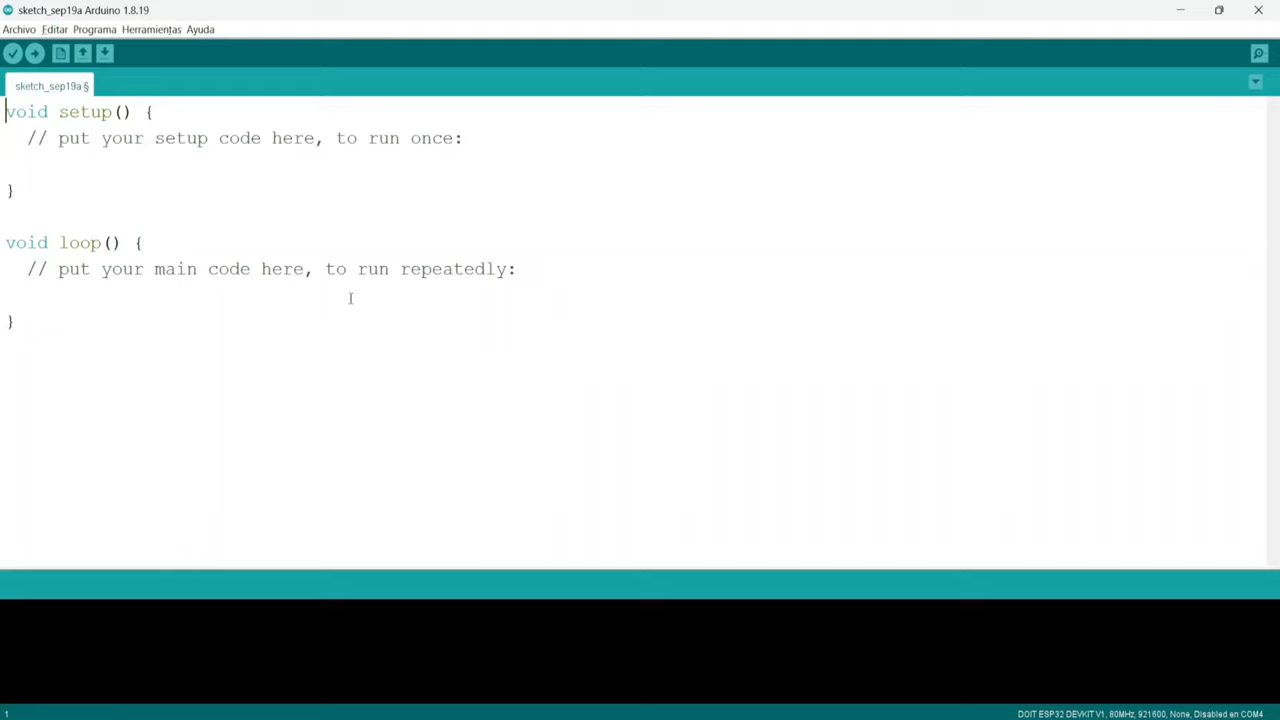 sketch_sep19a Arduino 1.8.19
Archivo Editar Programa Herramientas Ayuda
sketch_sep19a §
void setup() {
// put your setup code here, to run once:
}
void loop() {
// put your main code here, to run repeatedly:
}
1
DOIT ESP32 DEVKIT V1, 80MHz, 921600, None, Disabled en COM4